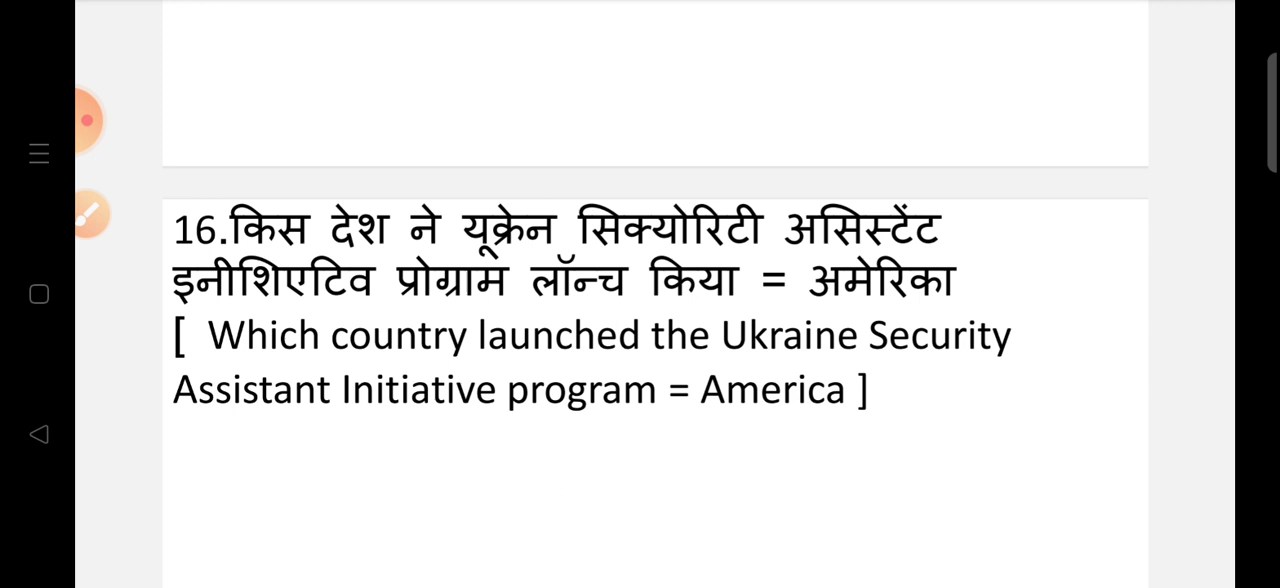 16.किस देश ने यूक्रेन सिक्योरिटी असिस्टेंट
इनीशिएटिव प्रोग्राम लॉन्च किया = अमेरिका
[ Which country launched the Ukraine Security
Assistant Initiative program = America ]